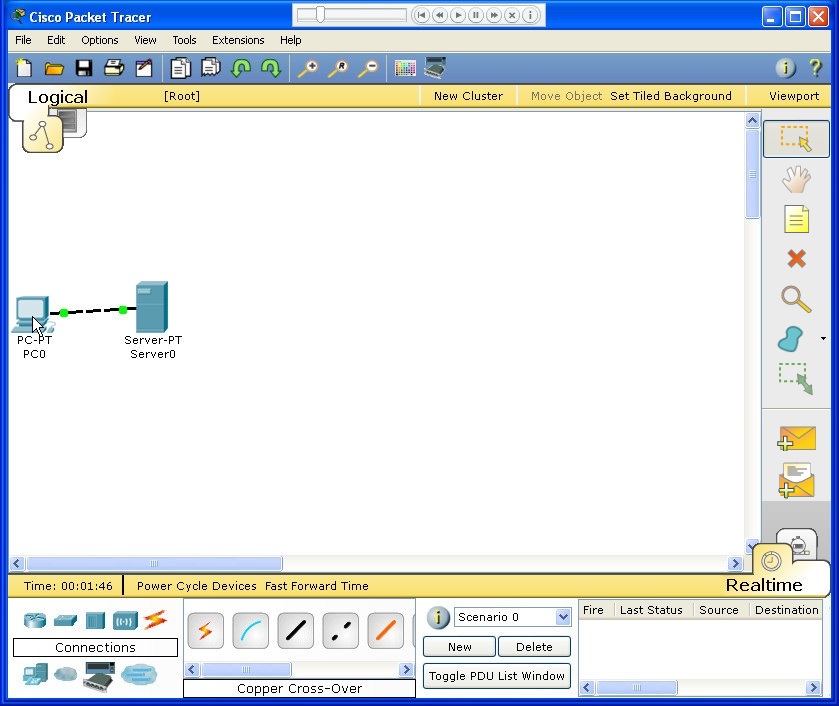 Cisco Packet Tracer
File Edit Options View Tools Extensions Help
Logical [Root] New Cluster Move Object Set Tiled Background Viewport
PC-PT
PC0
Server-PT
Server0
Time: 00:01:46 Power Cycle Devices Fast Forward Time Realtime
Connections
Copper Cross-Over
Scenario 0
New Delete
Toggle PDU List Window
Fire Last Status Source Destination